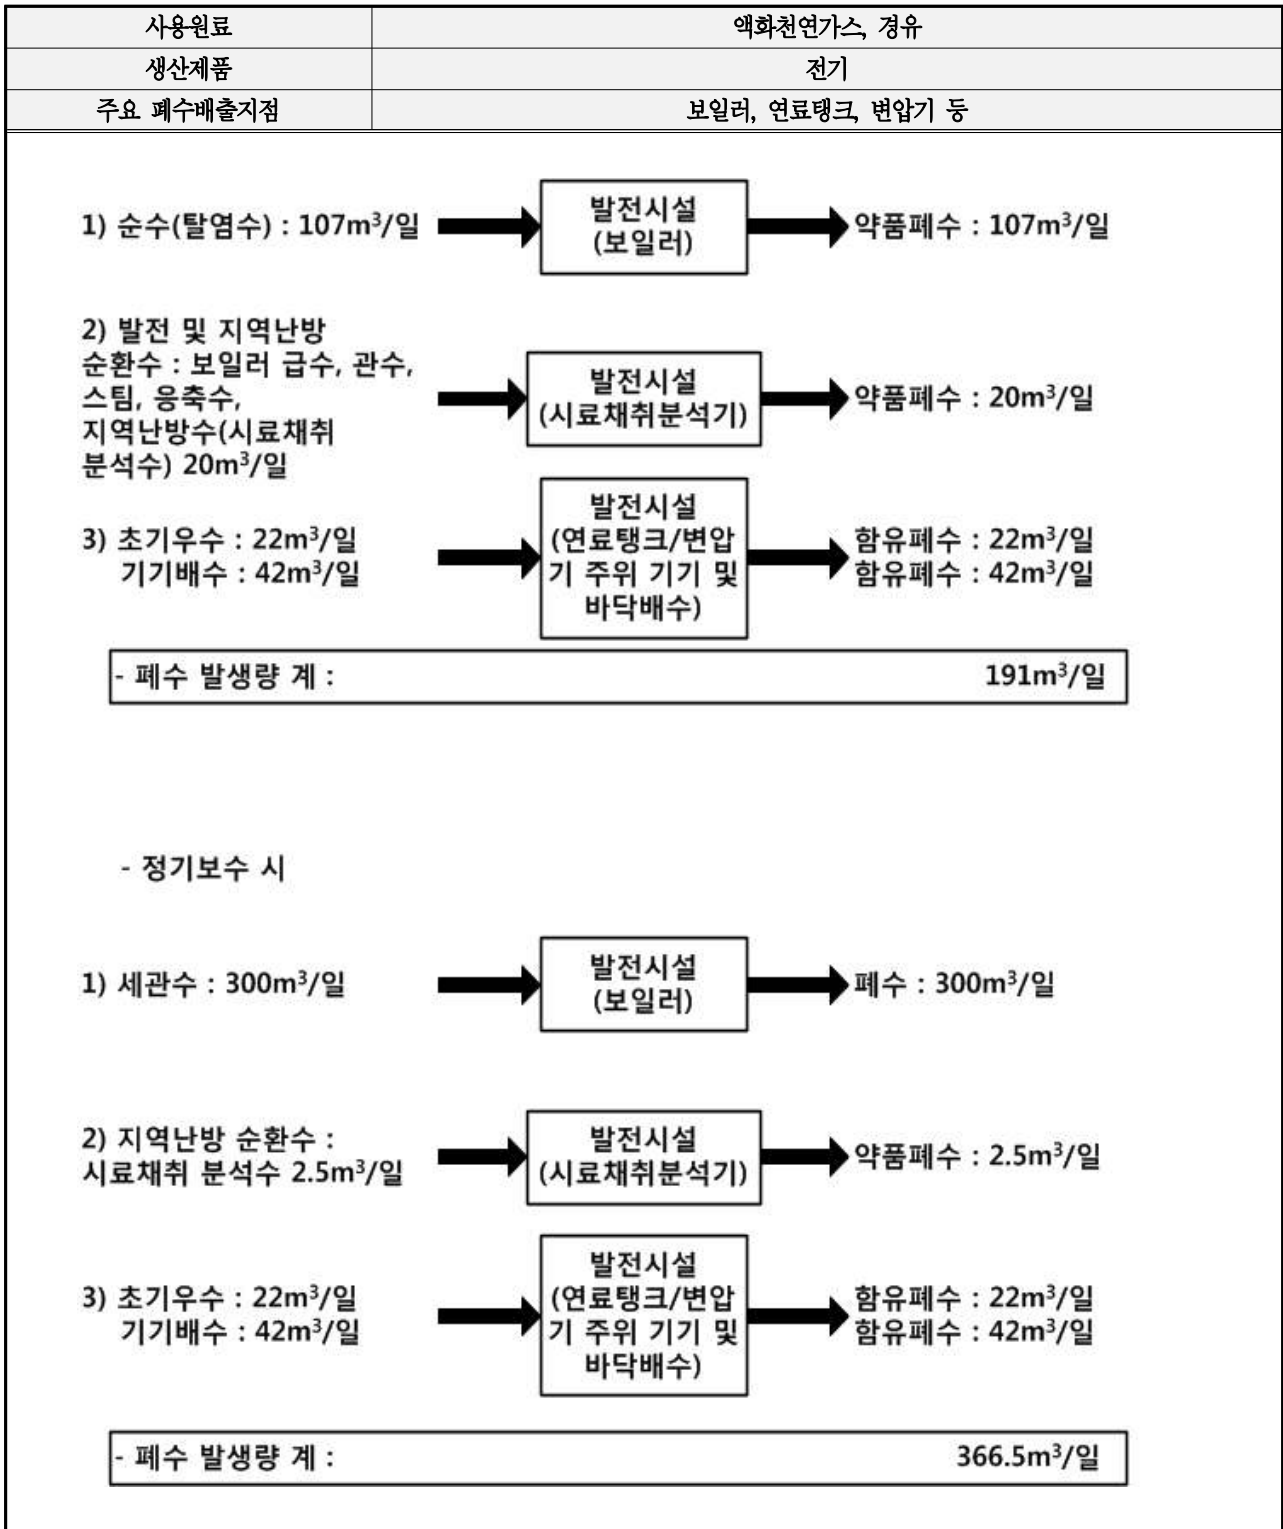 사용원료 액화천연가스, 경유
생산제품 전기
주요 폐수배출지점 보일러, 연료탱크, 변압기 등
1) 순수(탈염수) : 107m³/일
발전시설
(보일러)
약품폐수 : 107m³/일
2) 발전 및 지역난방
순환수 : 보일러 급수, 관수,
스팀, 응축수,
지역난방수(시료채취
분석수) 20m³/일
발전시설
(시료채취분석기)
약품폐수 : 20m³/일
3) 초기우수 : 22m³/일
기기배수 : 42m³/일
발전시설
(연료탱크/변압
기 주위 기기 및
바닥배수)
함유폐수 : 22m³/일
함유폐수 : 42m³/일
- 폐수 발생량 계 : 191m³/일
- 정기보수 시
1) 세관수 : 300m³/일
발전시설
(보일러)
폐수 : 300m³/일
2) 지역난방 순환수 :
시료채취 분석수 2.5m³/일
발전시설
(시료채취분석기)
약품폐수 : 2.5m³/일
3) 초기우수 : 22m³/일
기기배수 : 42m³/일
발전시설
(연료탱크/변압
기 주위 기기 및
바닥배수)
함유폐수 : 22m³/일
함유폐수 : 42m³/일
- 폐수 발생량 계 : 366.5m³/일